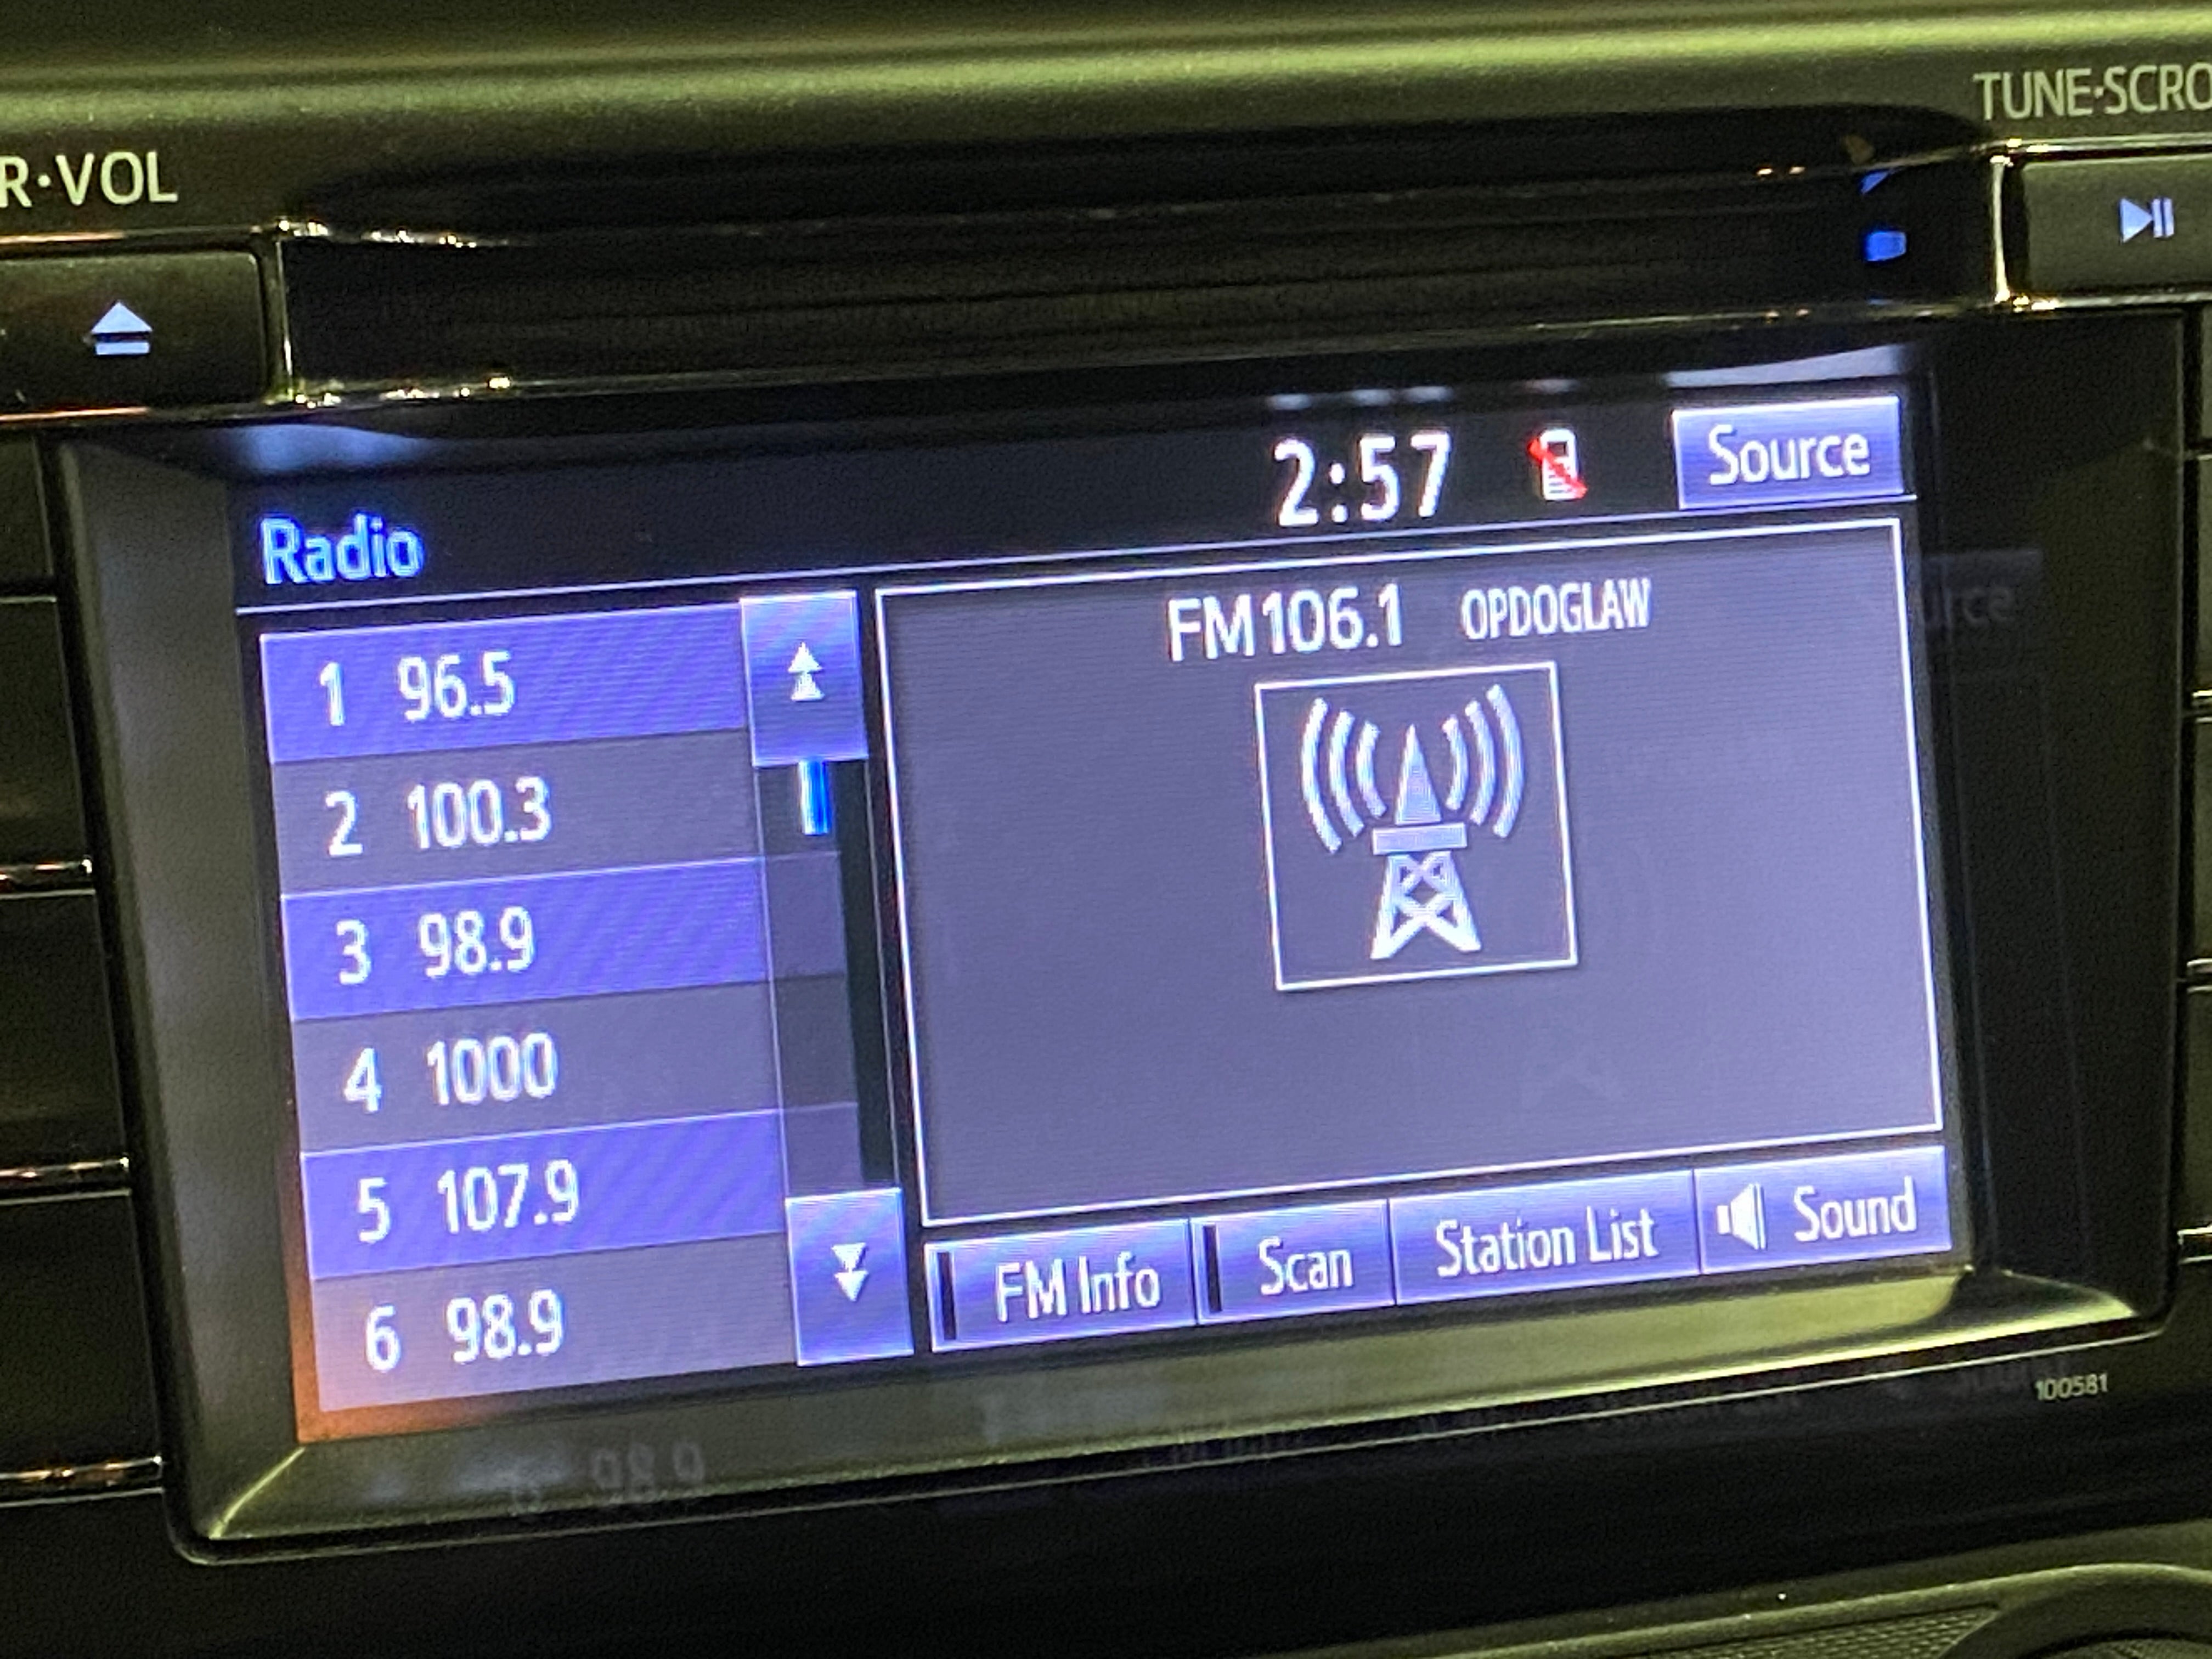 R·VOL
TUNE·SCRO
2:57
Source
Radio
FM106.1 OPDOGLAW
1 96.5
2 100.3
3 98.9
4 1000
5 107.9
6 98.9
FM Info
Scan
Station List
Sound
100581